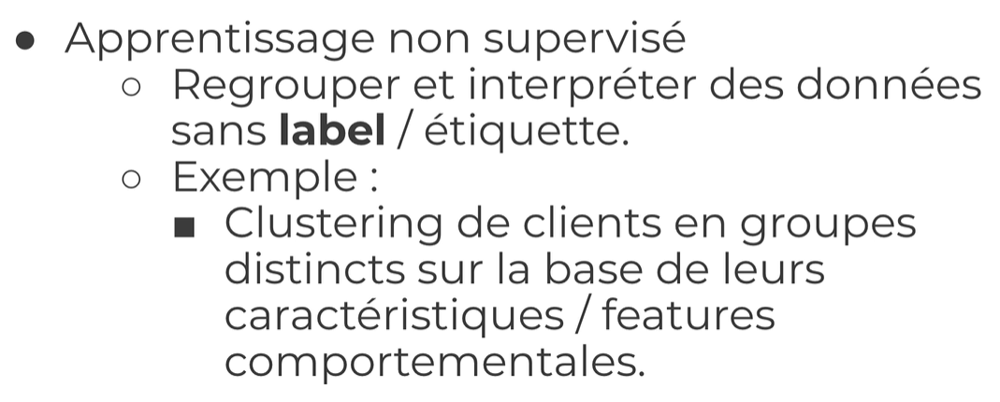 ● Apprentissage non supervisé
○ Regrouper et interpréter des données
sans label / étiquette.
○ Exemple :
■ Clustering de clients en groupes
distincts sur la base de leurs
caractéristiques / features
comportementales.